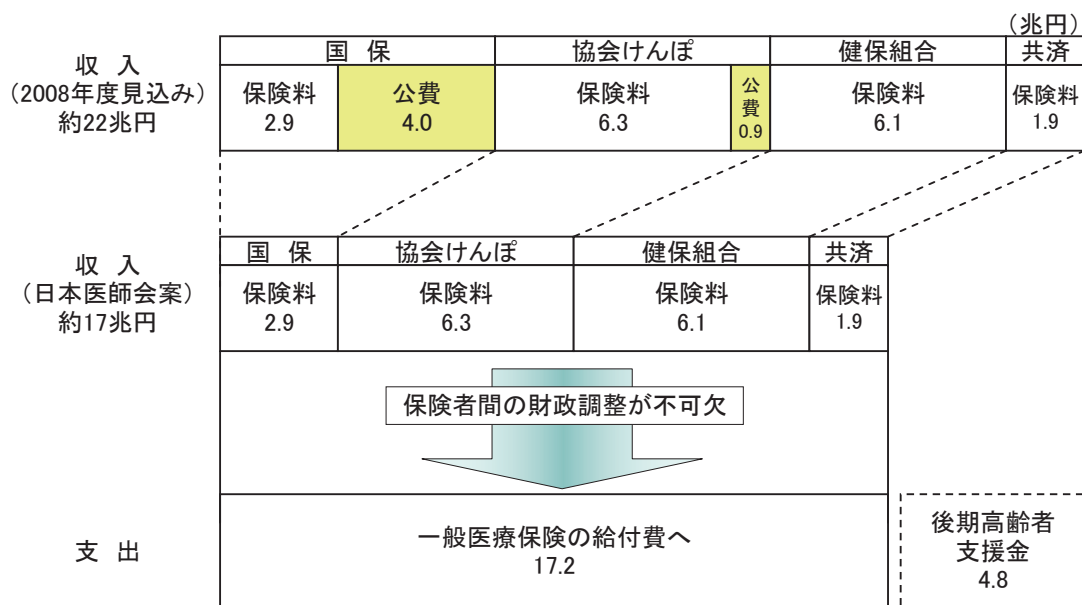 (兆円)
国 保 協会けんぽ 健保組合 共済
収 入
(2008年度見込み)
約22兆円
保険料
2.9
公費
4.0
保険料
6.3
公
費
0.9
保険料
6.1
保険料
1.9
国 保 協会けんぽ 健保組合 共済
収 入
(日本医師会案)
約17兆円
保険料
2.9
保険料
6.3
保険料
6.1
保険料
1.9
保険者間の財政調整が不可欠
支 出
一般医療保険の給付費へ
17.2
後期高齢者
支援金
4.8